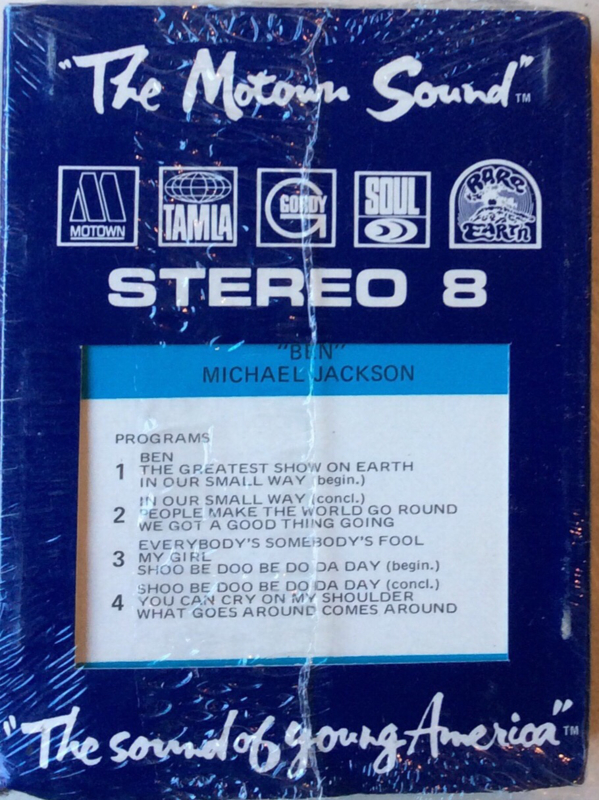 "The Motown Sound"™
MOTOWN
TAMLA
GORDY
SOUL
RARE
EARTH
STEREO 8
"BEN"
MICHAEL JACKSON
PROGRAMS
1 BEN
THE GREATEST SHOW ON EARTH
IN OUR SMALL WAY (begin.)
2 IN OUR SMALL WAY (concl.)
PEOPLE MAKE THE WORLD GO ROUND
WE GOT A GOOD THING GOING
3 EVERYBODY'S SOMEBODY'S FOOL
MY GIRL
SHOO BE DOO BE DO DA DAY (begin.)
4 SHOO BE DOO BE DO DA DAY (concl.)
YOU CAN CRY ON MY SHOULDER
WHAT GOES AROUND COMES AROUND
"The sound of young America"™